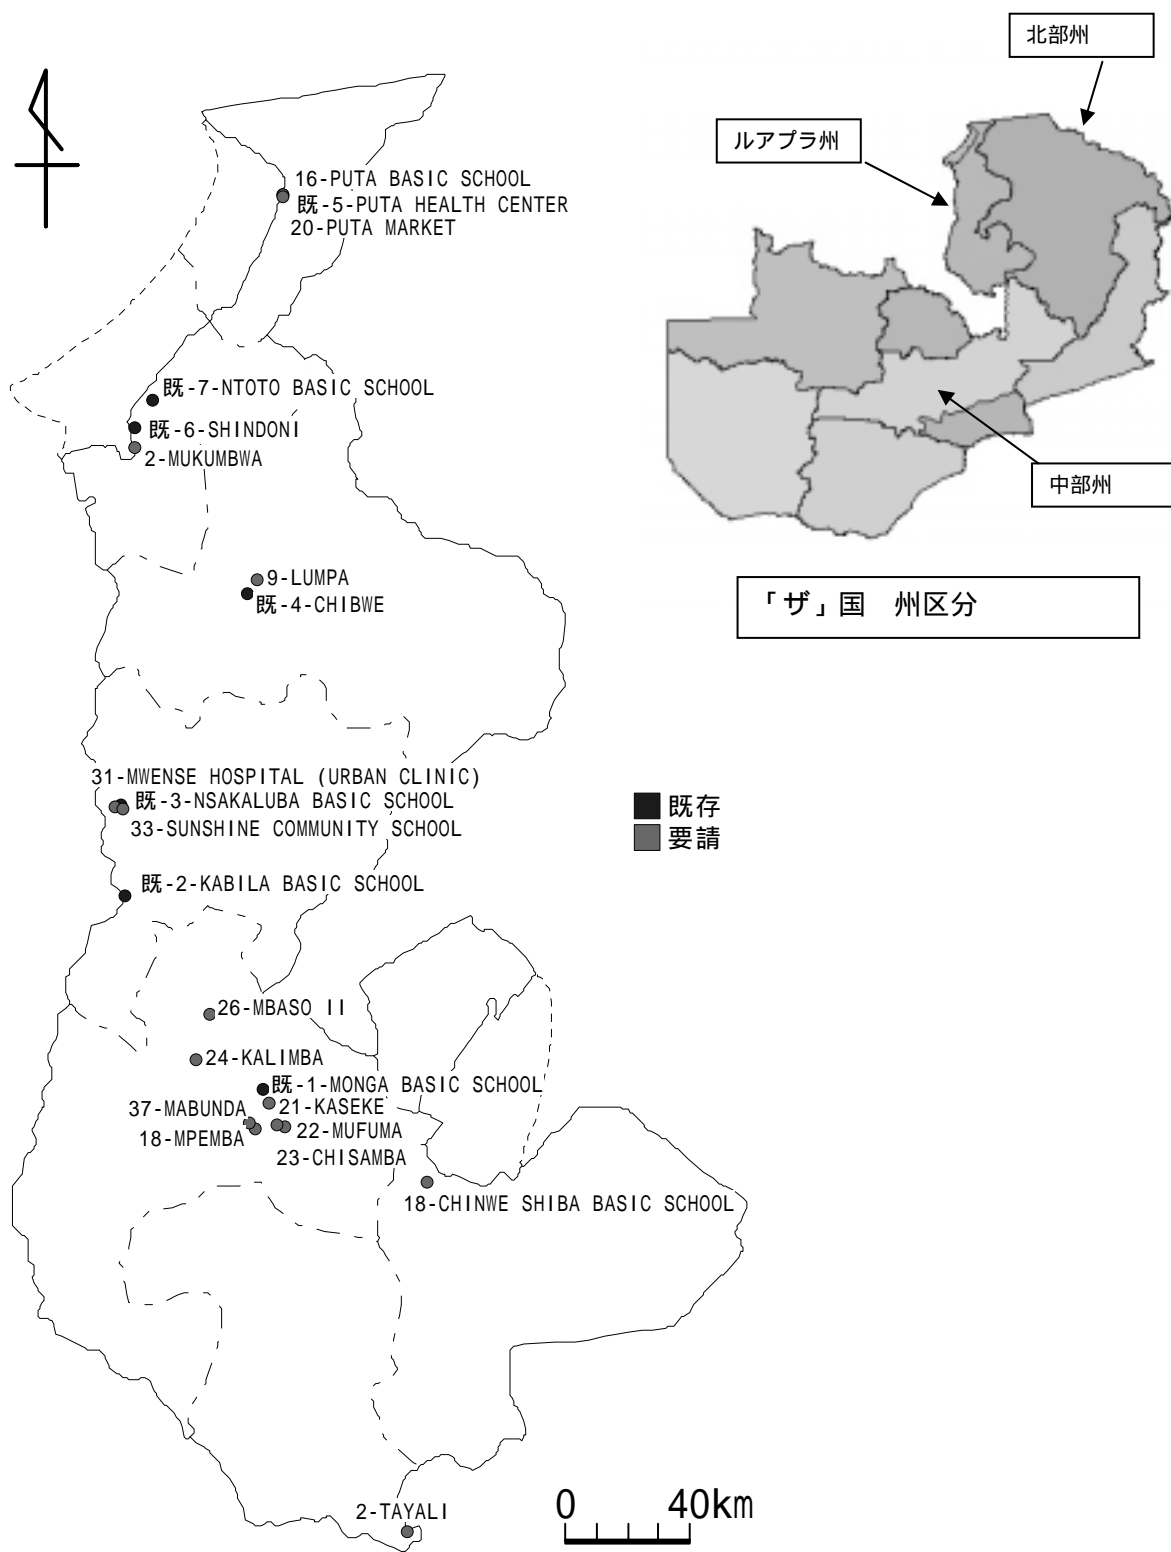 北部州
ルアプラ州
16-PUTA BASIC SCHOOL
既-5-PUTA HEALTH CENTER
20-PUTA MARKET
既-7-NTOTO BASIC SCHOOL
既-6-SHINDONI
2-MUKUMBWA
中部州
9-LUMPA
既-4-CHIBWE
「ザ」国　州区分
31-MWENSE HOSPITAL (URBAN CLINIC)
既-3-NSAKALUBA BASIC SCHOOL
33-SUNSHINE COMMUNITY SCHOOL
既存
要請
既-2-KABILA BASIC SCHOOL
26-MBASO II
24-KALIMBA
既-1-MONGA BASIC SCHOOL
37-MABUNDA
21-KASEKE
18-MPEMBA
22-MUFUMA
23-CHISAMBA
18-CHINWE SHIBA BASIC SCHOOL
2-TAYALI
0 40km